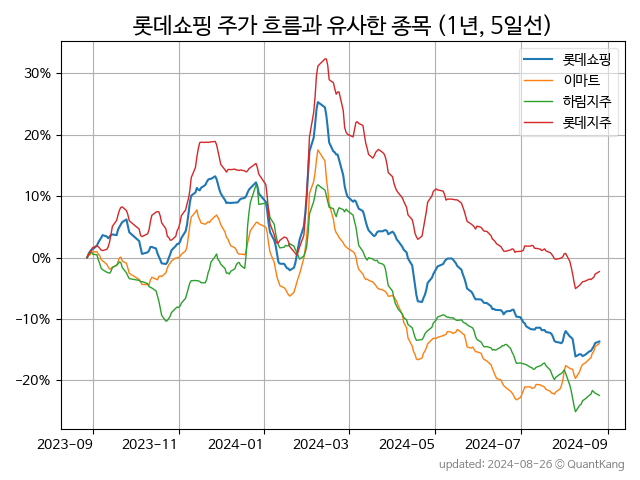 롯데쇼핑 주가 흐름과 유사한 종목 (1년, 5일선)
롯데쇼핑
이마트
하림지주
롯데지주
30%
20%
10%
0%
−10%
−20%
2023-09 2023-11 2024-01 2024-03 2024-05 2024-07 2024-09
updated: 2024-08-26 © QuantKang